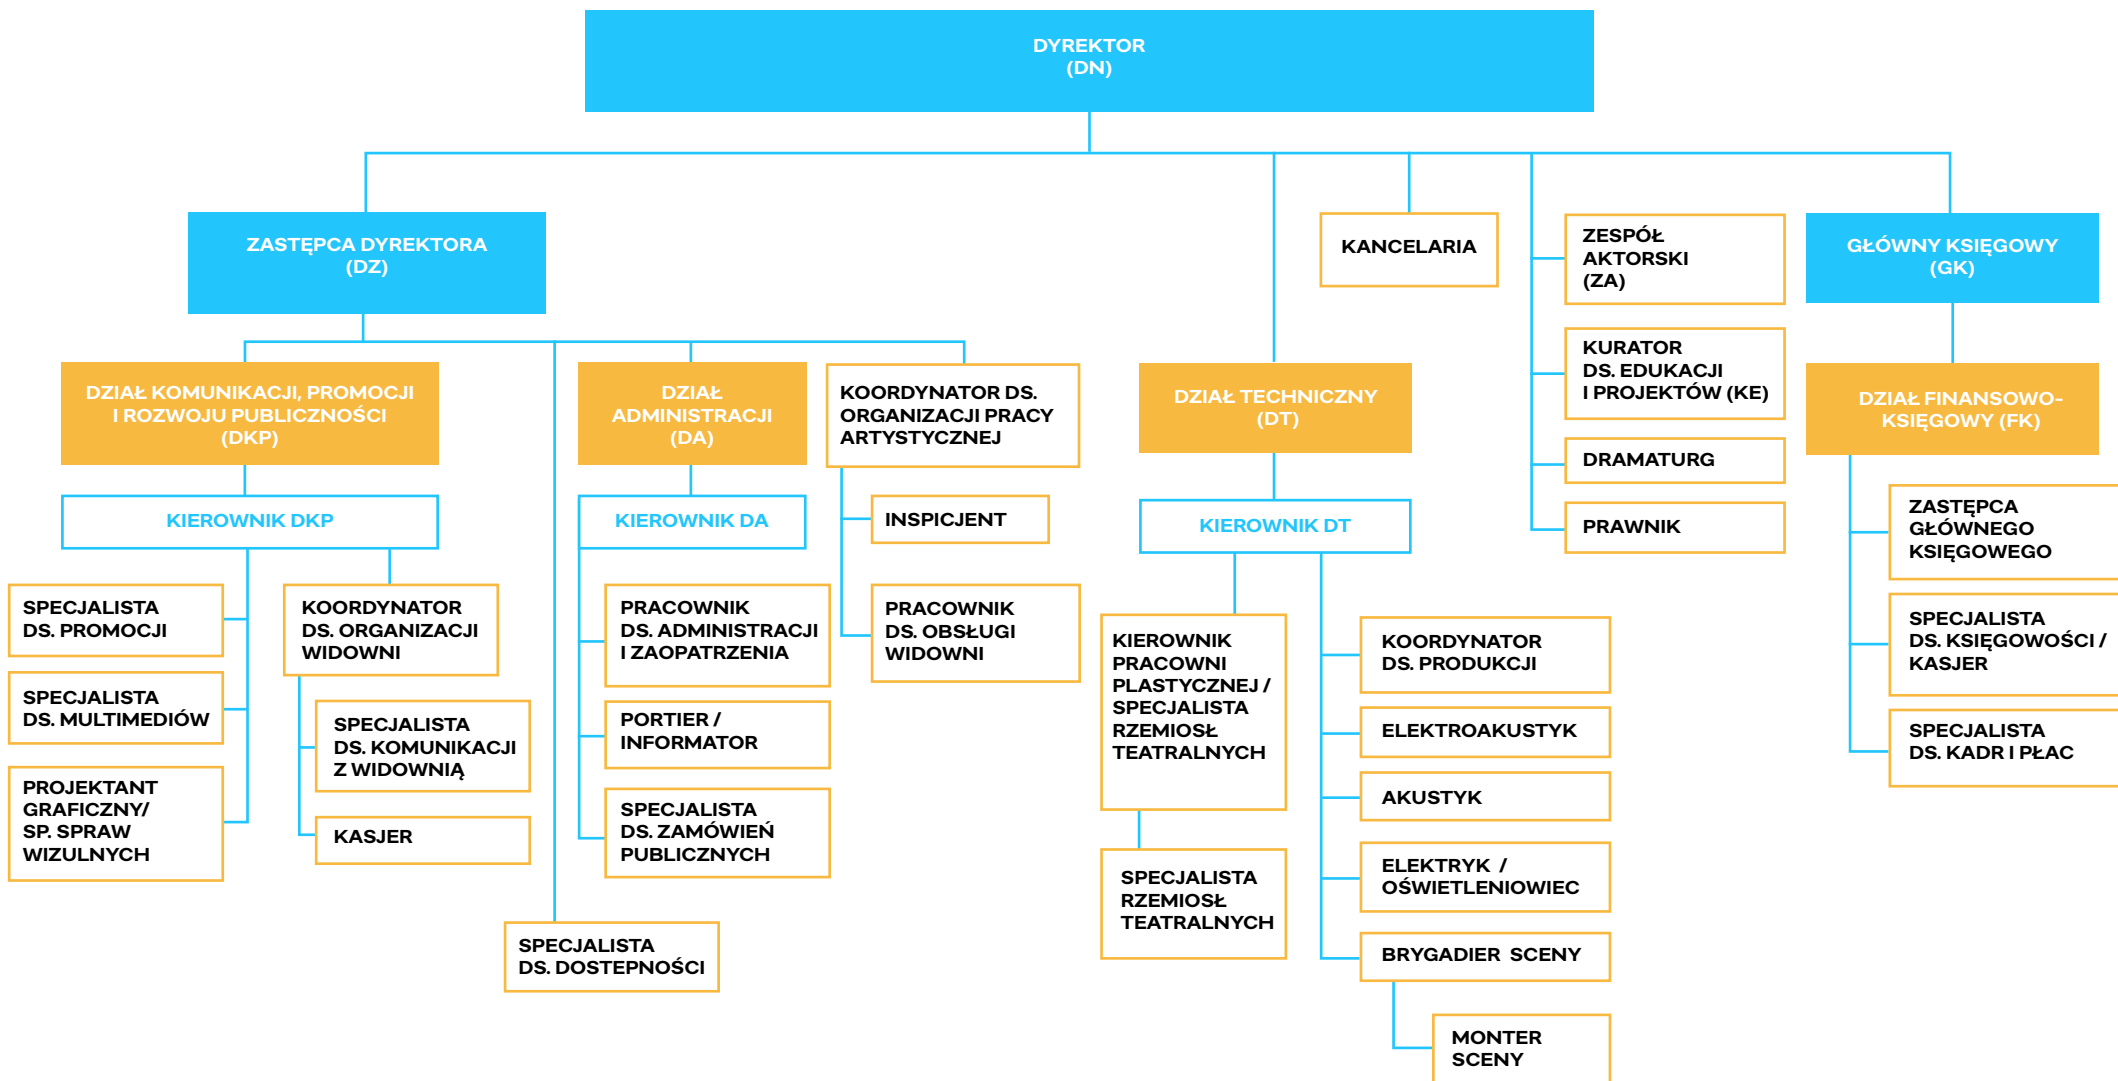 DYREKTOR
(DN)
ZASTĘPCA DYREKTORA
(DZ)
KANCELARIA
ZESPÓŁ
AKTORSKI
(ZA)
GŁÓWNY KSIĘGOWY
(GK)
DZIAŁ KOMUNIKACJI, PROMOCJI
I ROZWOJU PUBLICZNOŚCI
(DKP)
DZIAŁ
ADMINISTRACJI
(DA)
KOORDYNATOR DS.
ORGANIZACJI PRACY
ARTYSTYCZNEJ
DZIAŁ TECHNICZNY
(DT)
KURATOR
DS. EDUKACJI
I PROJEKTÓW (KE)
DZIAŁ FINANSOWO-
KSIĘGOWY (FK)
DRAMATURG
PRAWNIK
KIEROWNIK DKP
KIEROWNIK DA
INSPICJENT
KIEROWNIK DT
ZASTĘPCA
GŁÓWNEGO
KSIĘGOWEGO
SPECJALISTA
DS. PROMOCJI
KOORDYNATOR
DS. ORGANIZACJI
WIDOWNI
PRACOWNIK
DS. ADMINISTRACJI
I ZAOPATRZENIA
PRACOWNIK
DS. OBSŁUGI
WIDOWNI
KIEROWNIK
PRACOWNI
PLASTYCZNEJ /
SPECJALISTA
RZEMIOSŁ
TEATRALNYCH
KOORDYNATOR
DS. PRODUKCJI
SPECJALISTA
DS. KSIĘGOWOŚCI /
KASJER
SPECJALISTA
DS. MULTIMEDIÓW
SPECJALISTA
DS. KOMUNIKACJI
Z WIDOWNIĄ
PORTIER /
INFORMATOR
ELEKTROAKUSTYK
SPECJALISTA
DS. KADR I PŁAC
PROJEKTANT
GRAFICZNY/
SP. SPRAW
WIZULNYCH
KASJER
SPECJALISTA
DS. ZAMÓWIEŃ
PUBLICZNYCH
AKUSTYK
SPECJALISTA
RZEMIOSŁ
TEATRALNYCH
ELEKTRYK /
OŚWIETLENIOWIEC
SPECJALISTA
DS. DOSTEPNOŚCI
BRYGADIER SCENY
MONTER
SCENY